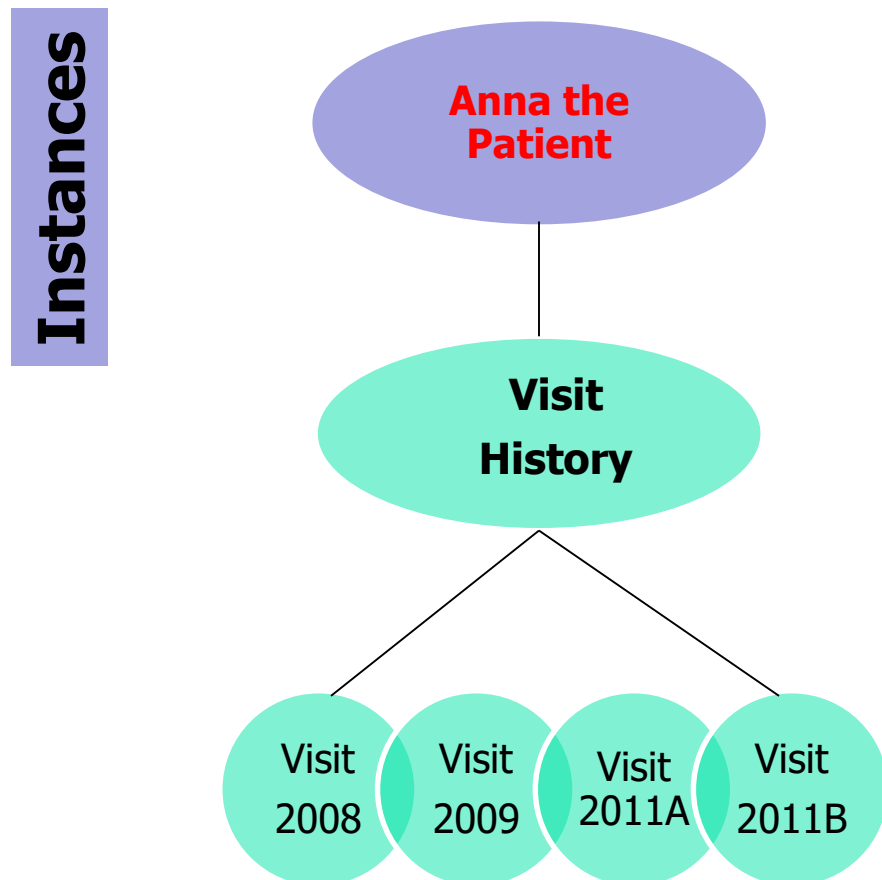 Instances
Anna the
Patient
Visit
History
Visit
2008
Visit
2009
Visit
2011A
Visit
2011B